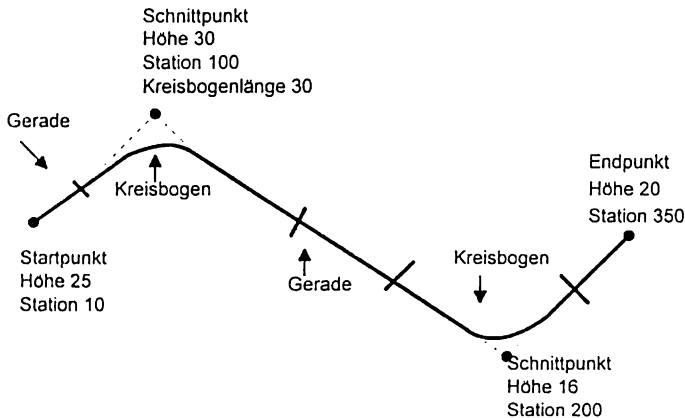 Schnittpunkt
Höhe 30
Station 100
Kreisbogenlänge 30
Gerade
Kreisbogen
Startpunkt
Höhe 25
Station 10
Gerade
Kreisbogen
Endpunkt
Höhe 20
Station 350
Schnittpunkt
Höhe 16
Station 200